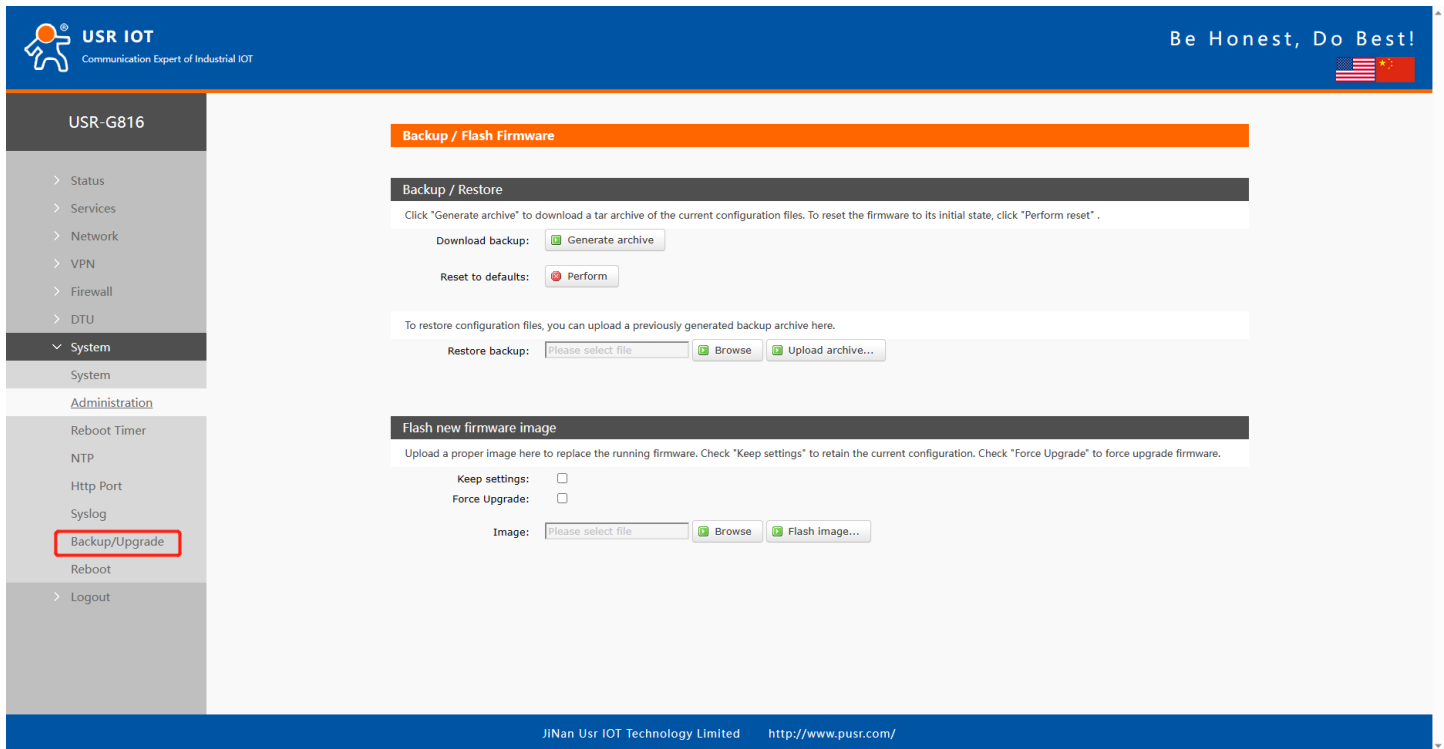 USR IOT
Communication Expert of Industrial IOT
Be Honest, Do Best!
USR-G816
Status
Services
Network
VPN
Firewall
DTU
System
System
Administration
Reboot Timer
NTP
Http Port
Syslog
Backup/Upgrade
Reboot
Logout
Backup / Flash Firmware
Backup / Restore
Click "Generate archive" to download a tar archive of the current configuration files. To reset the firmware to its initial state, click "Perform reset" .
Download backup: Generate archive
Reset to defaults: Perform
To restore configuration files, you can upload a previously generated backup archive here.
Restore backup: Please select file Browse Upload archive...
Flash new firmware image
Upload a proper image here to replace the running firmware. Check "Keep settings" to retain the current configuration. Check "Force Upgrade" to force upgrade firmware.
Keep settings:
Force Upgrade:
Image: Please select file Browse Flash image...
JiNan Usr IOT Technology Limited http://www.pusr.com/